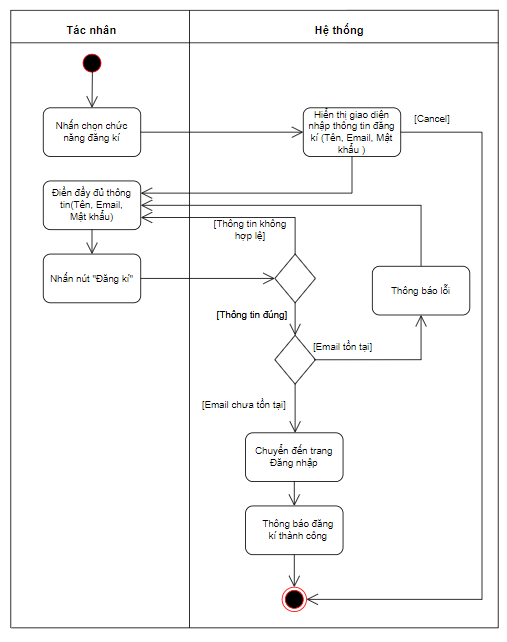 Tác nhân
Hệ thống
Nhấn chọn chức
năng đăng kí
Hiển thị giao diện
nhập thông tin đăng
kí (Tên, Email, Mật
khẩu )
[Cancel]
Điền đầy đủ thông
tin(Tên, Email,
Mật khẩu)
[Thông tin không
hợp lệ]
Nhấn nút "Đăng kí"
Thông báo lỗi
[Thông tin đúng]
[Email tồn tại]
[Email chưa tồn tại]
Chuyển đến trang
Đăng nhập
Thông báo đăng
kí thành công